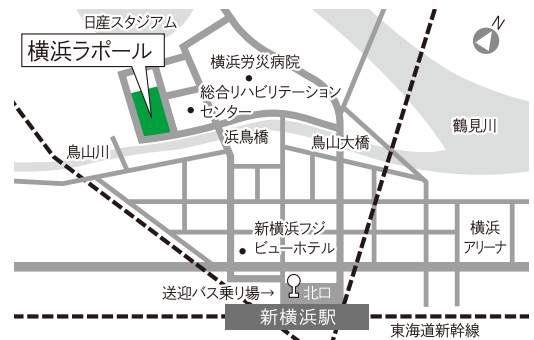 日産スタジアム
N
横浜ラポール
横浜労災病院
総合リハビリテーション
センター
浜鳥橋
鳥山大橋
鶴見川
鳥山川
新横浜フジ
ビューホテル
横浜
アリーナ
送迎バス乗り場→
北口
新横浜駅
東海道新幹線